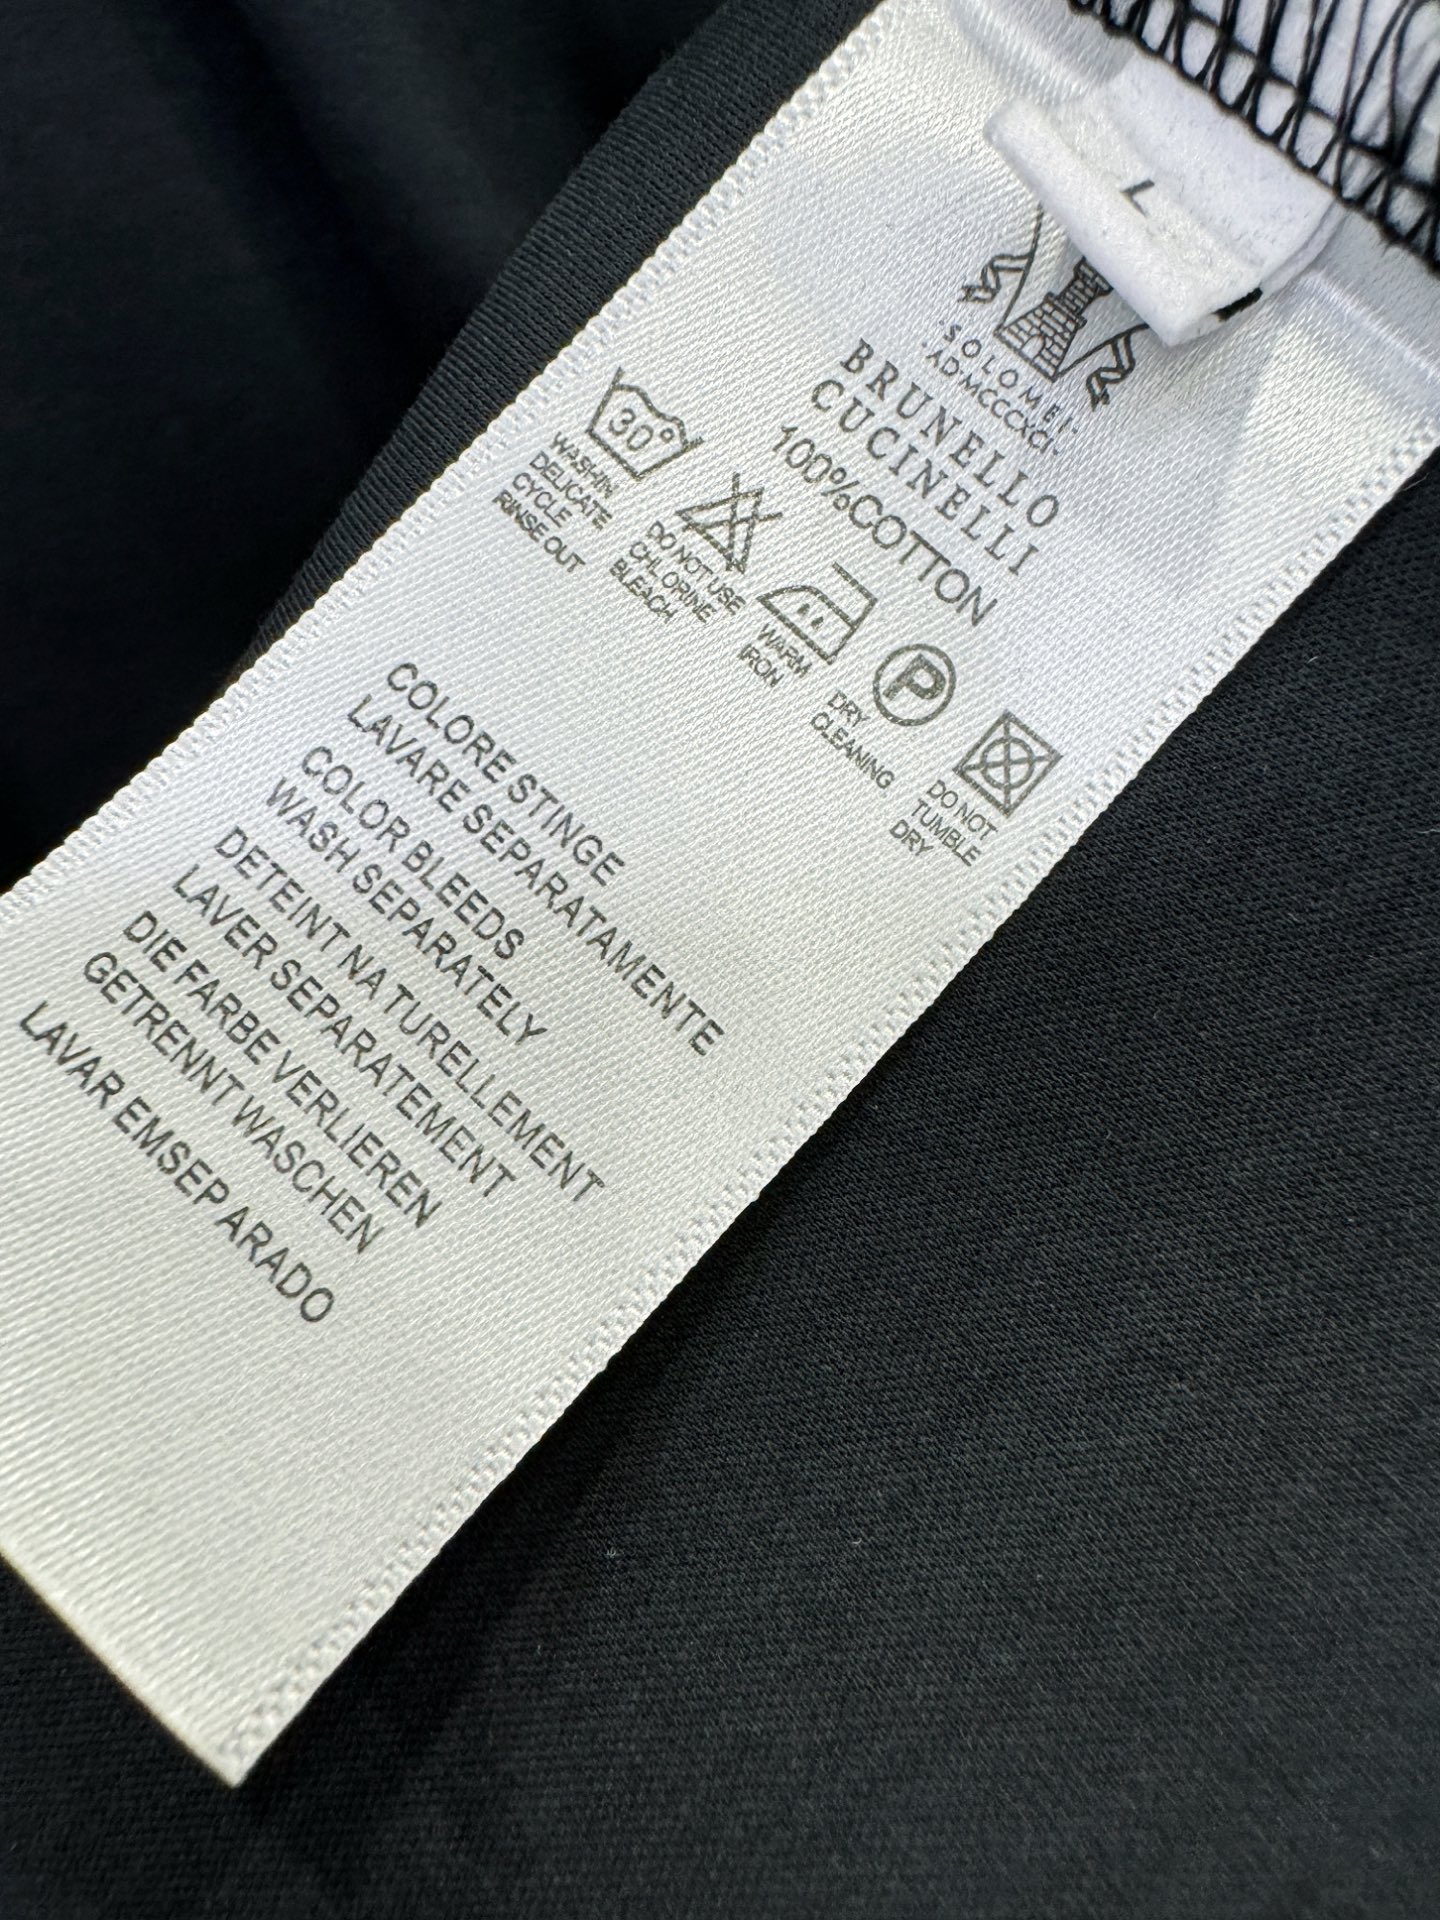 L
·SOLOMEI·
·AD·MCCCXCI·
BRUNELLO
CUCINELLI
100%COTTON
30°
WASHIN
DELICATE
CYCLE
RINSE OUT
DO NOT USE
CHLORINE
BLEACH
WARM
IRON
P
DRY
CLEANING
DO NOT
TUMBLE
DRY
COLORE STINGE
LAVARE SEPARATAMENTE
COLOR BLEEDS
WASH SEPARATELY
DETEINT NATURELLEMENT
LAVER SEPARATEMENT
DIE FARBE VERLIEREN
GETRENNT WASCHEN
LAVAR EMSEPARADO